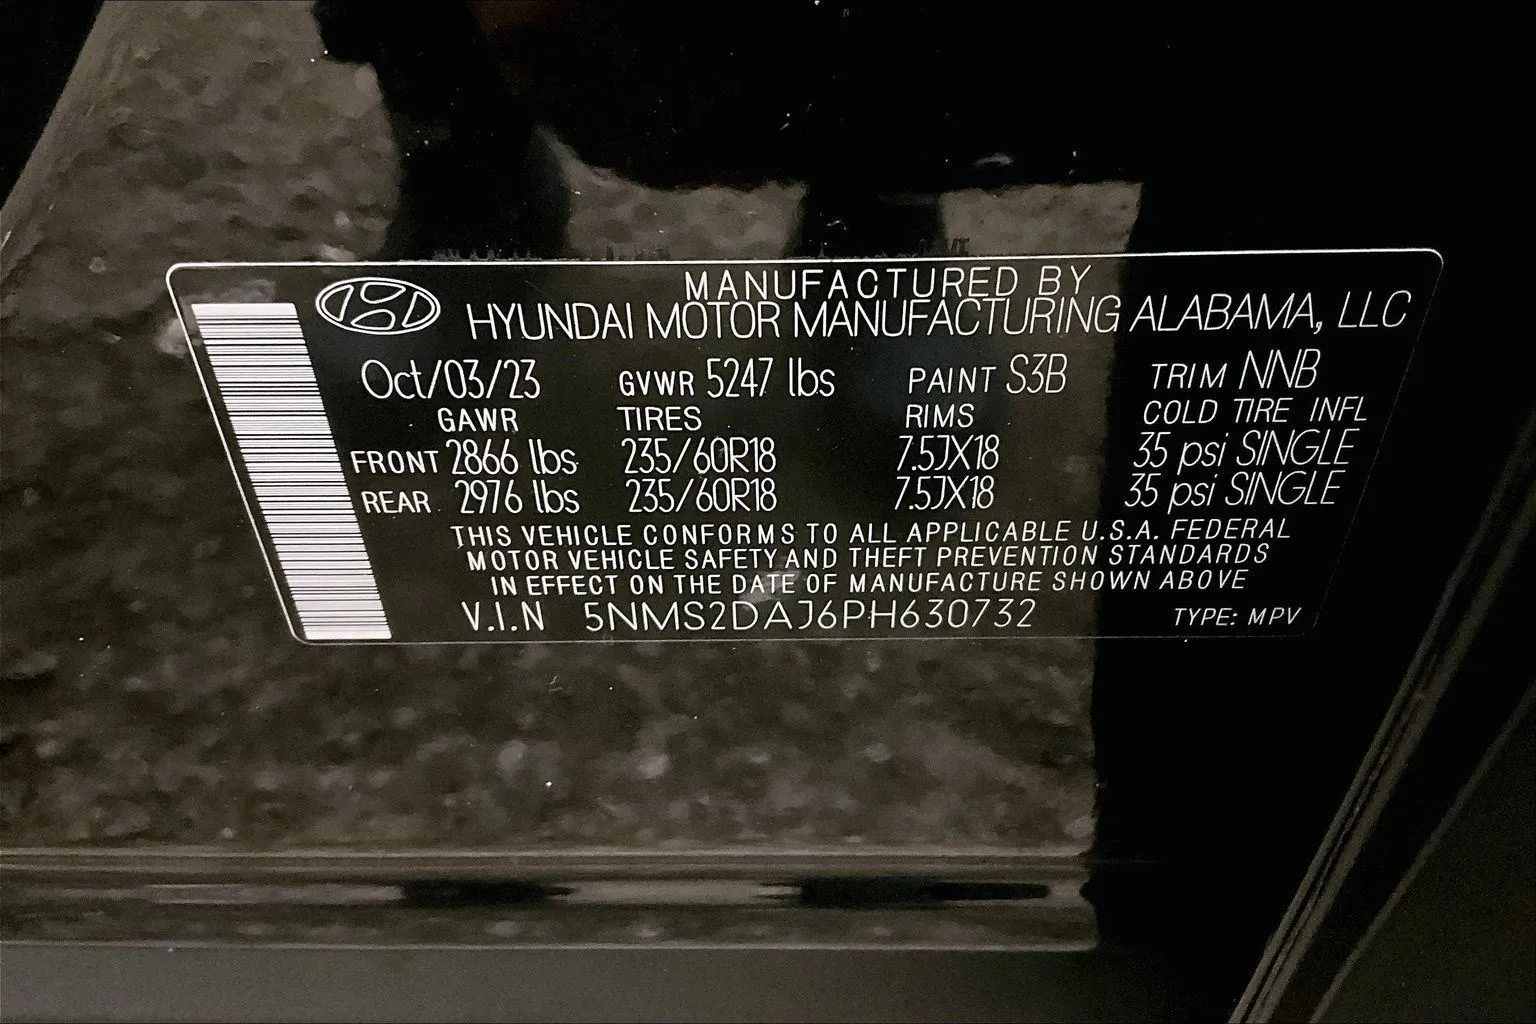 MANUFACTURED BY
HYUNDAI MOTOR MANUFACTURING ALABAMA, LLC
Oct/03/23 GVWR 5247 lbs PAINT S3B TRIM NNB
GAWR TIRES RIMS COLD TIRE INFL
FRONT 2866 lbs 235/60R18 7.5JX18 35 psi SINGLE
REAR 2976 lbs 235/60R18 7.5JX18 35 psi SINGLE
THIS VEHICLE CONFORMS TO ALL APPLICABLE U.S.A. FEDERAL
MOTOR VEHICLE SAFETY AND THEFT PREVENTION STANDARDS
IN EFFECT ON THE DATE OF MANUFACTURE SHOWN ABOVE
V.I.N 5NMS2DAJ6PH630732 TYPE: MPV